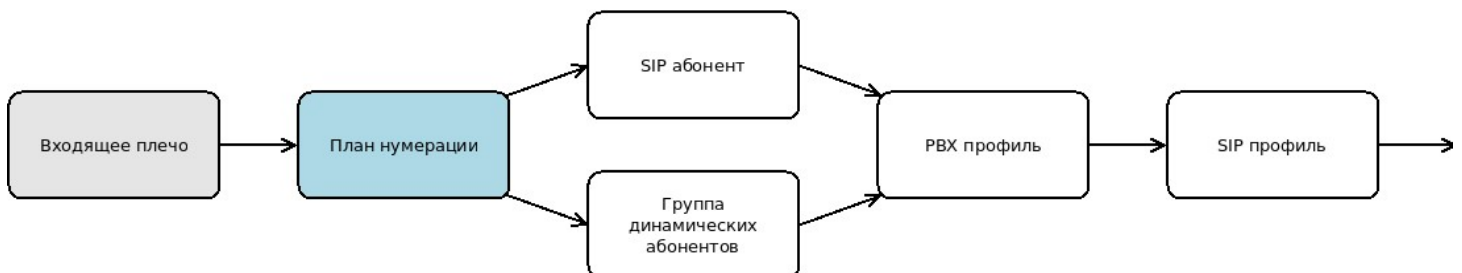 Входящее плечо
План нумерации
SIP абонент
Группа
динамических
абонентов
PBX профиль
SIP профиль